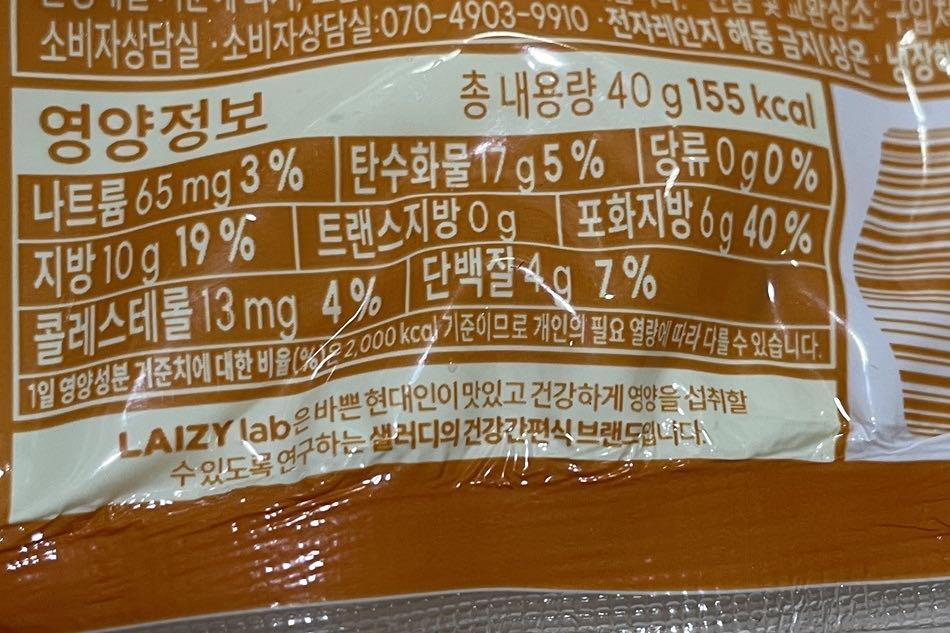 소비자상담실 ·소비자상담실:070-4903-9910 ·전자레인지 해동 금지(상온·냉장
영양정보 총 내용량 40 g 155 kcal
나트륨 65 mg 3 % 탄수화물 17 g 5 % 당류 0 g 0 %
지방 10 g 19 % 트랜스지방 0 g 포화지방 6 g 40 %
콜레스테롤 13 mg 4 % 단백질 4 g 7 %
1일 영양성분 기준치에 대한 비율(%)은 2,000 kcal 기준이므로 개인의 필요 열량에 따라 다를 수 있습니다.
LAIZY lab은 바쁜 현대인이 맛있고 건강하게 영양을 섭취할
수 있도록 연구하는 샐러디의 건강간편식 브랜드입니다.